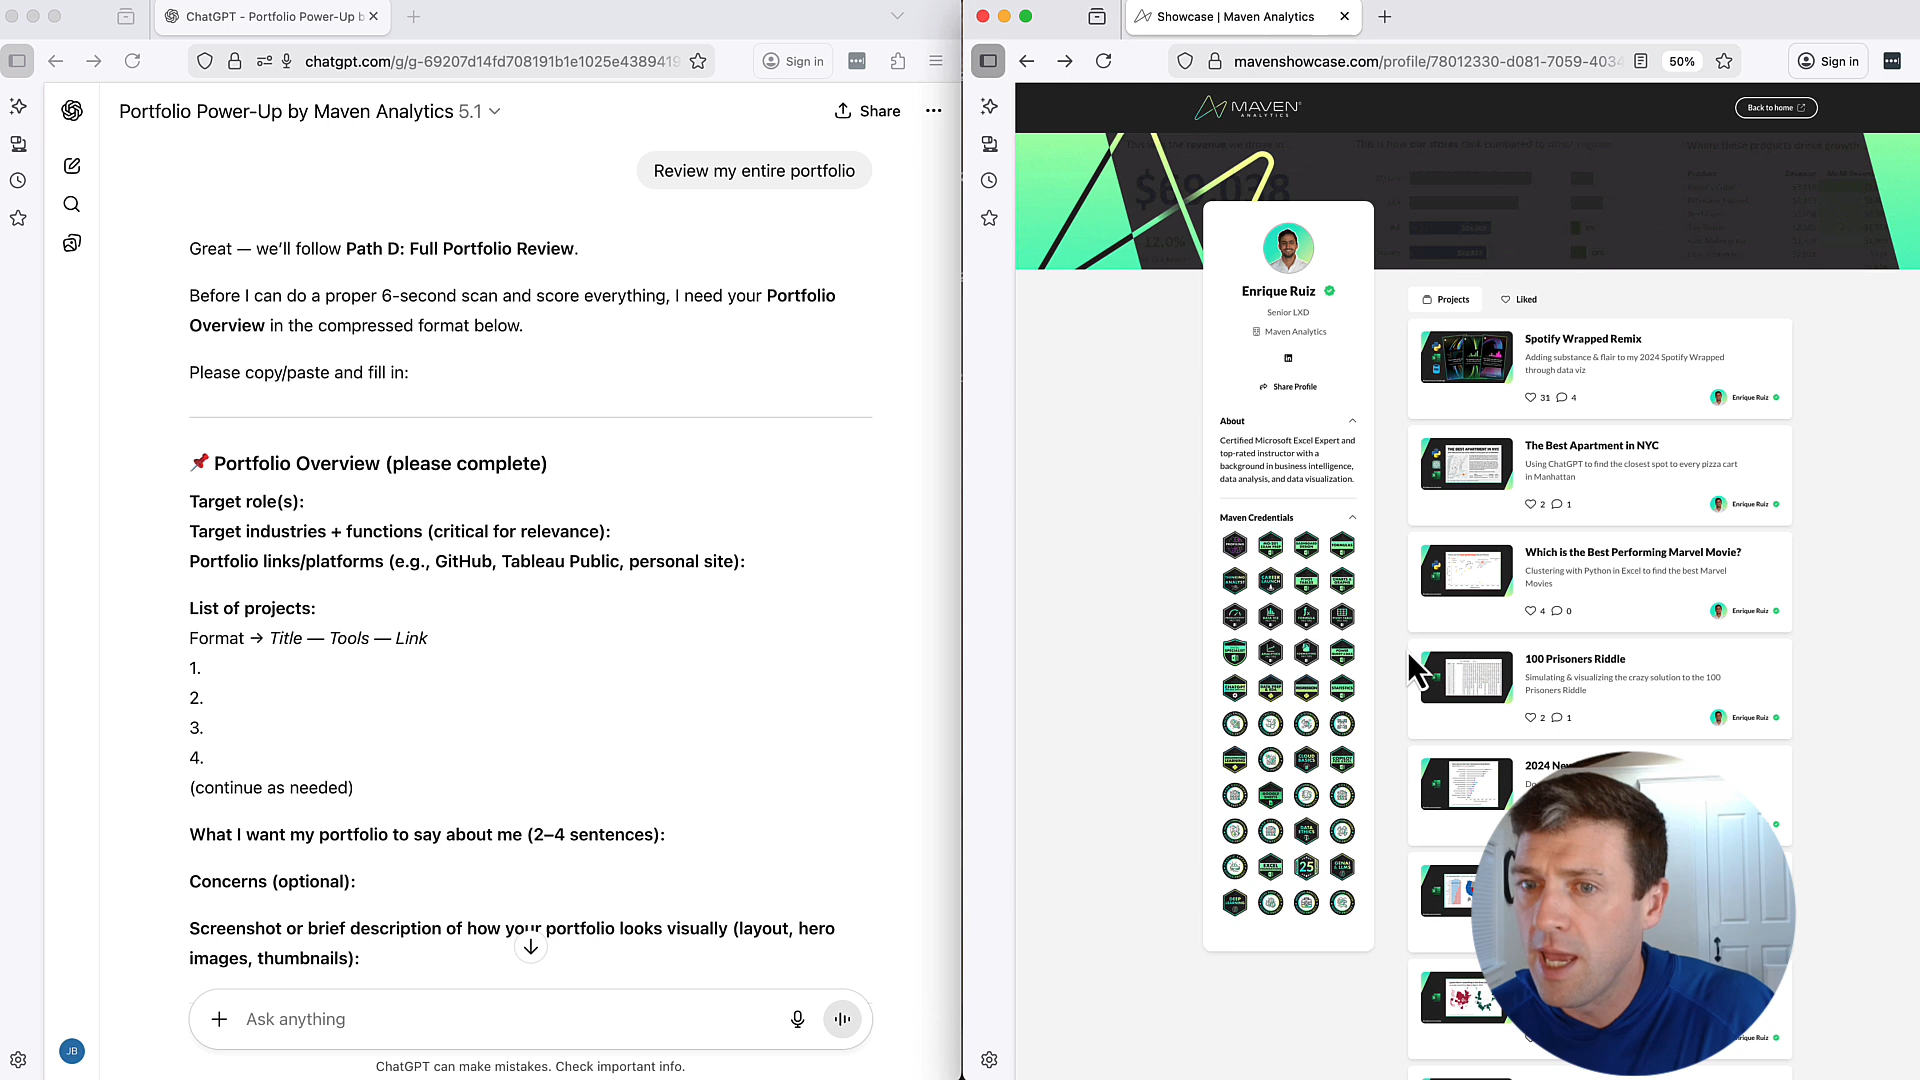 ChatGPT - Portfolio Power-Up b
Showcase | Maven Analytics
chatgpt.com/g/g-69207d14fd708191b1e1025e4389419
Sign in
mavenshowcase.com/profile/78012330-d081-7059-4034
50%
Sign in
Portfolio Power-Up by Maven Analytics 5.1
Share
Review my entire portfolio
Great — we’ll follow Path D: Full Portfolio Review.
Before I can do a proper 6-second scan and score everything, I need your Portfolio
Overview in the compressed format below.
Please copy/paste and fill in:
📌 Portfolio Overview (please complete)
Target role(s):
Target industries + functions (critical for relevance):
Portfolio links/platforms (e.g., GitHub, Tableau Public, personal site):
List of projects:
Format → Title — Tools — Link
1.
2.
3.
4.
(continue as needed)
What I want my portfolio to say about me (2–4 sentences):
Concerns (optional):
Screenshot or brief description of how your portfolio looks visually (layout, hero
images, thumbnails):
Ask anything
ChatGPT can make mistakes. Check important info.
JB
MAVEN
ANALYTICS
Back to home
$69,038
12.0%
Enrique Ruiz
Senior LXD
Maven Analytics
Share Profile
About
Certified Microsoft Excel Expert and
top-rated instructor with a
background in business intelligence,
data analysis, and data visualization.
Maven Credentials
Projects
Liked
Spotify Wrapped Remix
Adding substance & flair to my 2024 Spotify Wrapped
through data viz
31 4
Enrique Ruiz
The Best Apartment in NYC
Using ChatGPT to find the closest spot to every pizza cart
in Manhattan
2 1
Enrique Ruiz
Which is the Best Performing Marvel Movie?
Clustering with Python in Excel to find the best Marvel
Movies
4 0
Enrique Ruiz
100 Prisoners Riddle
Simulating & visualizing the crazy solution to the 100
Prisoners Riddle
2 1
Enrique Ruiz
2024